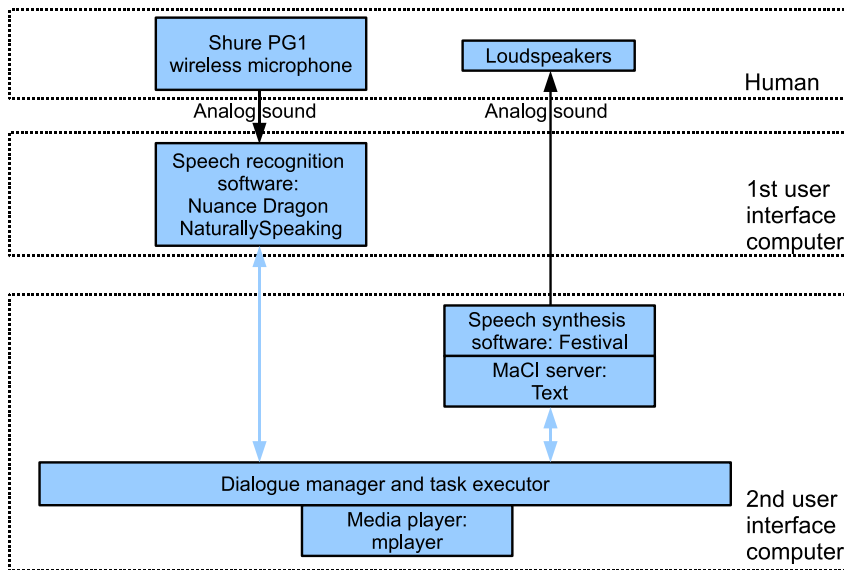 Shure PG1
wireless microphone
Loudspeakers
Human
Analog sound
Analog sound
Speech recognition
software:
Nuance Dragon
NaturallySpeaking
1st user
interface
computer
Speech synthesis
software: Festival
MaCI server:
Text
Dialogue manager and task executor
Media player:
mplayer
2nd user
interface
computer